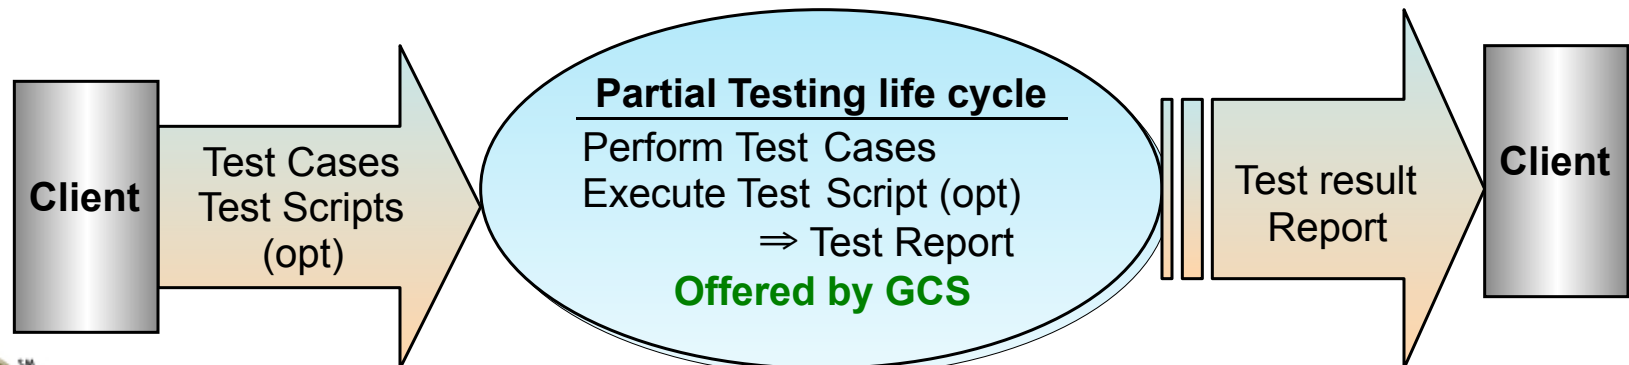 Client
Test Cases
Test Scripts
(opt)
Partial Testing life cycle
Perform Test Cases
Execute Test Script (opt)
⇒ Test Report
Offered by GCS
Test result
Report
Client
SM